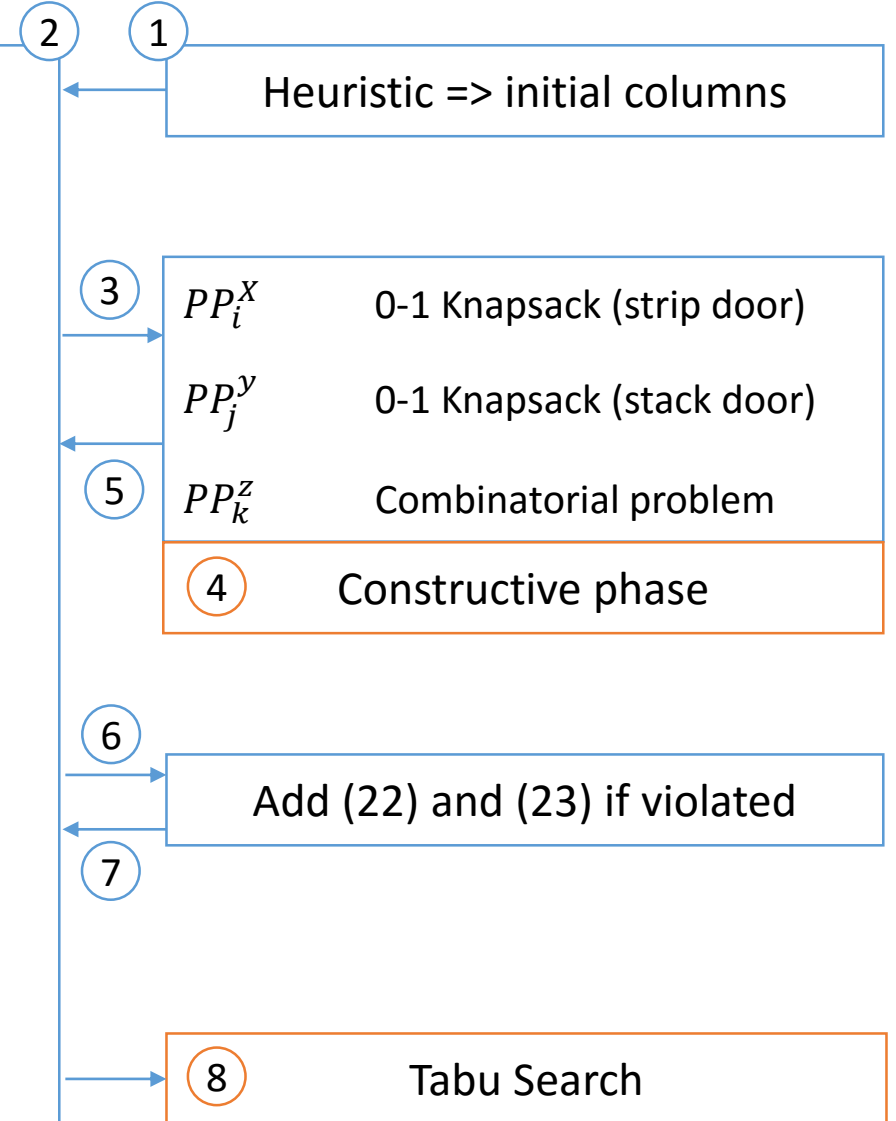 2 1
Heuristic => initial columns
3
PP_i^X 0-1 Knapsack (strip door)
PP_j^y 0-1 Knapsack (stack door)
5
PP_k^z Combinatorial problem
4 Constructive phase
6
Add (22) and (23) if violated
7
8 Tabu Search